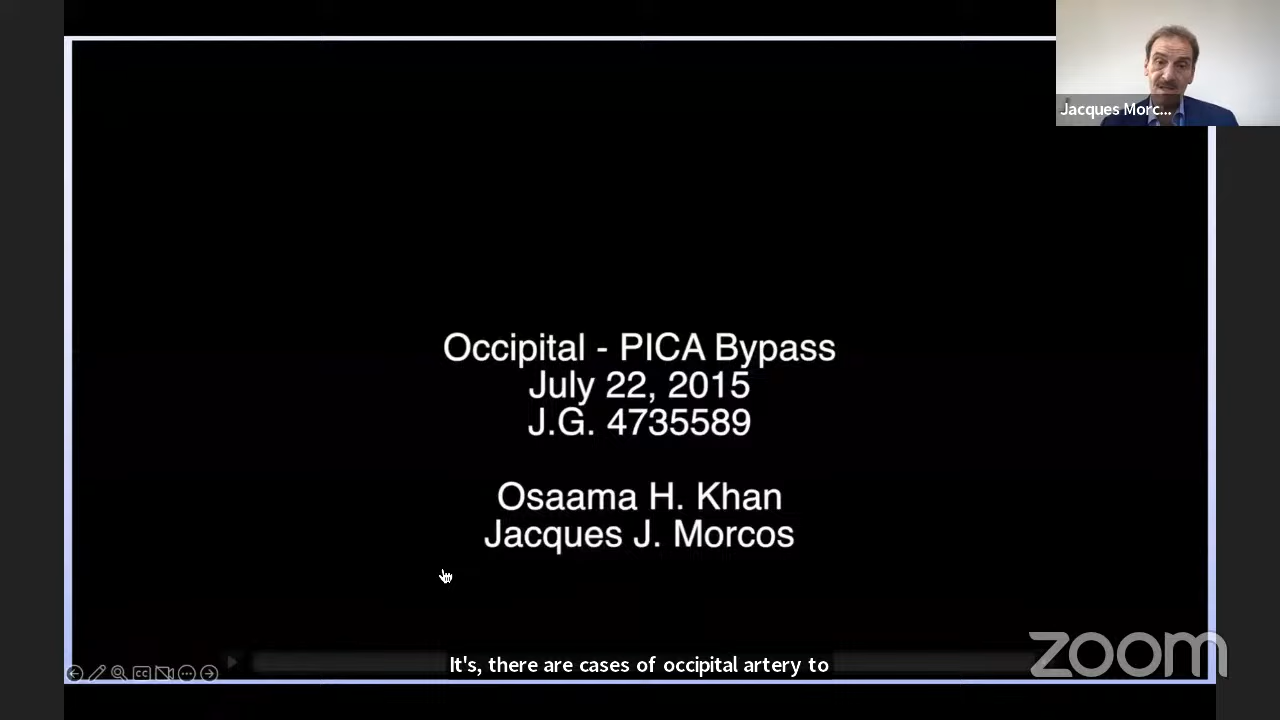 Jacques Morc...
Occipital - PICA Bypass
July 22, 2015
J.G. 4735589
Osaama H. Khan
Jacques J. Morcos
It's, there are cases of occipital artery to
zoom
CC